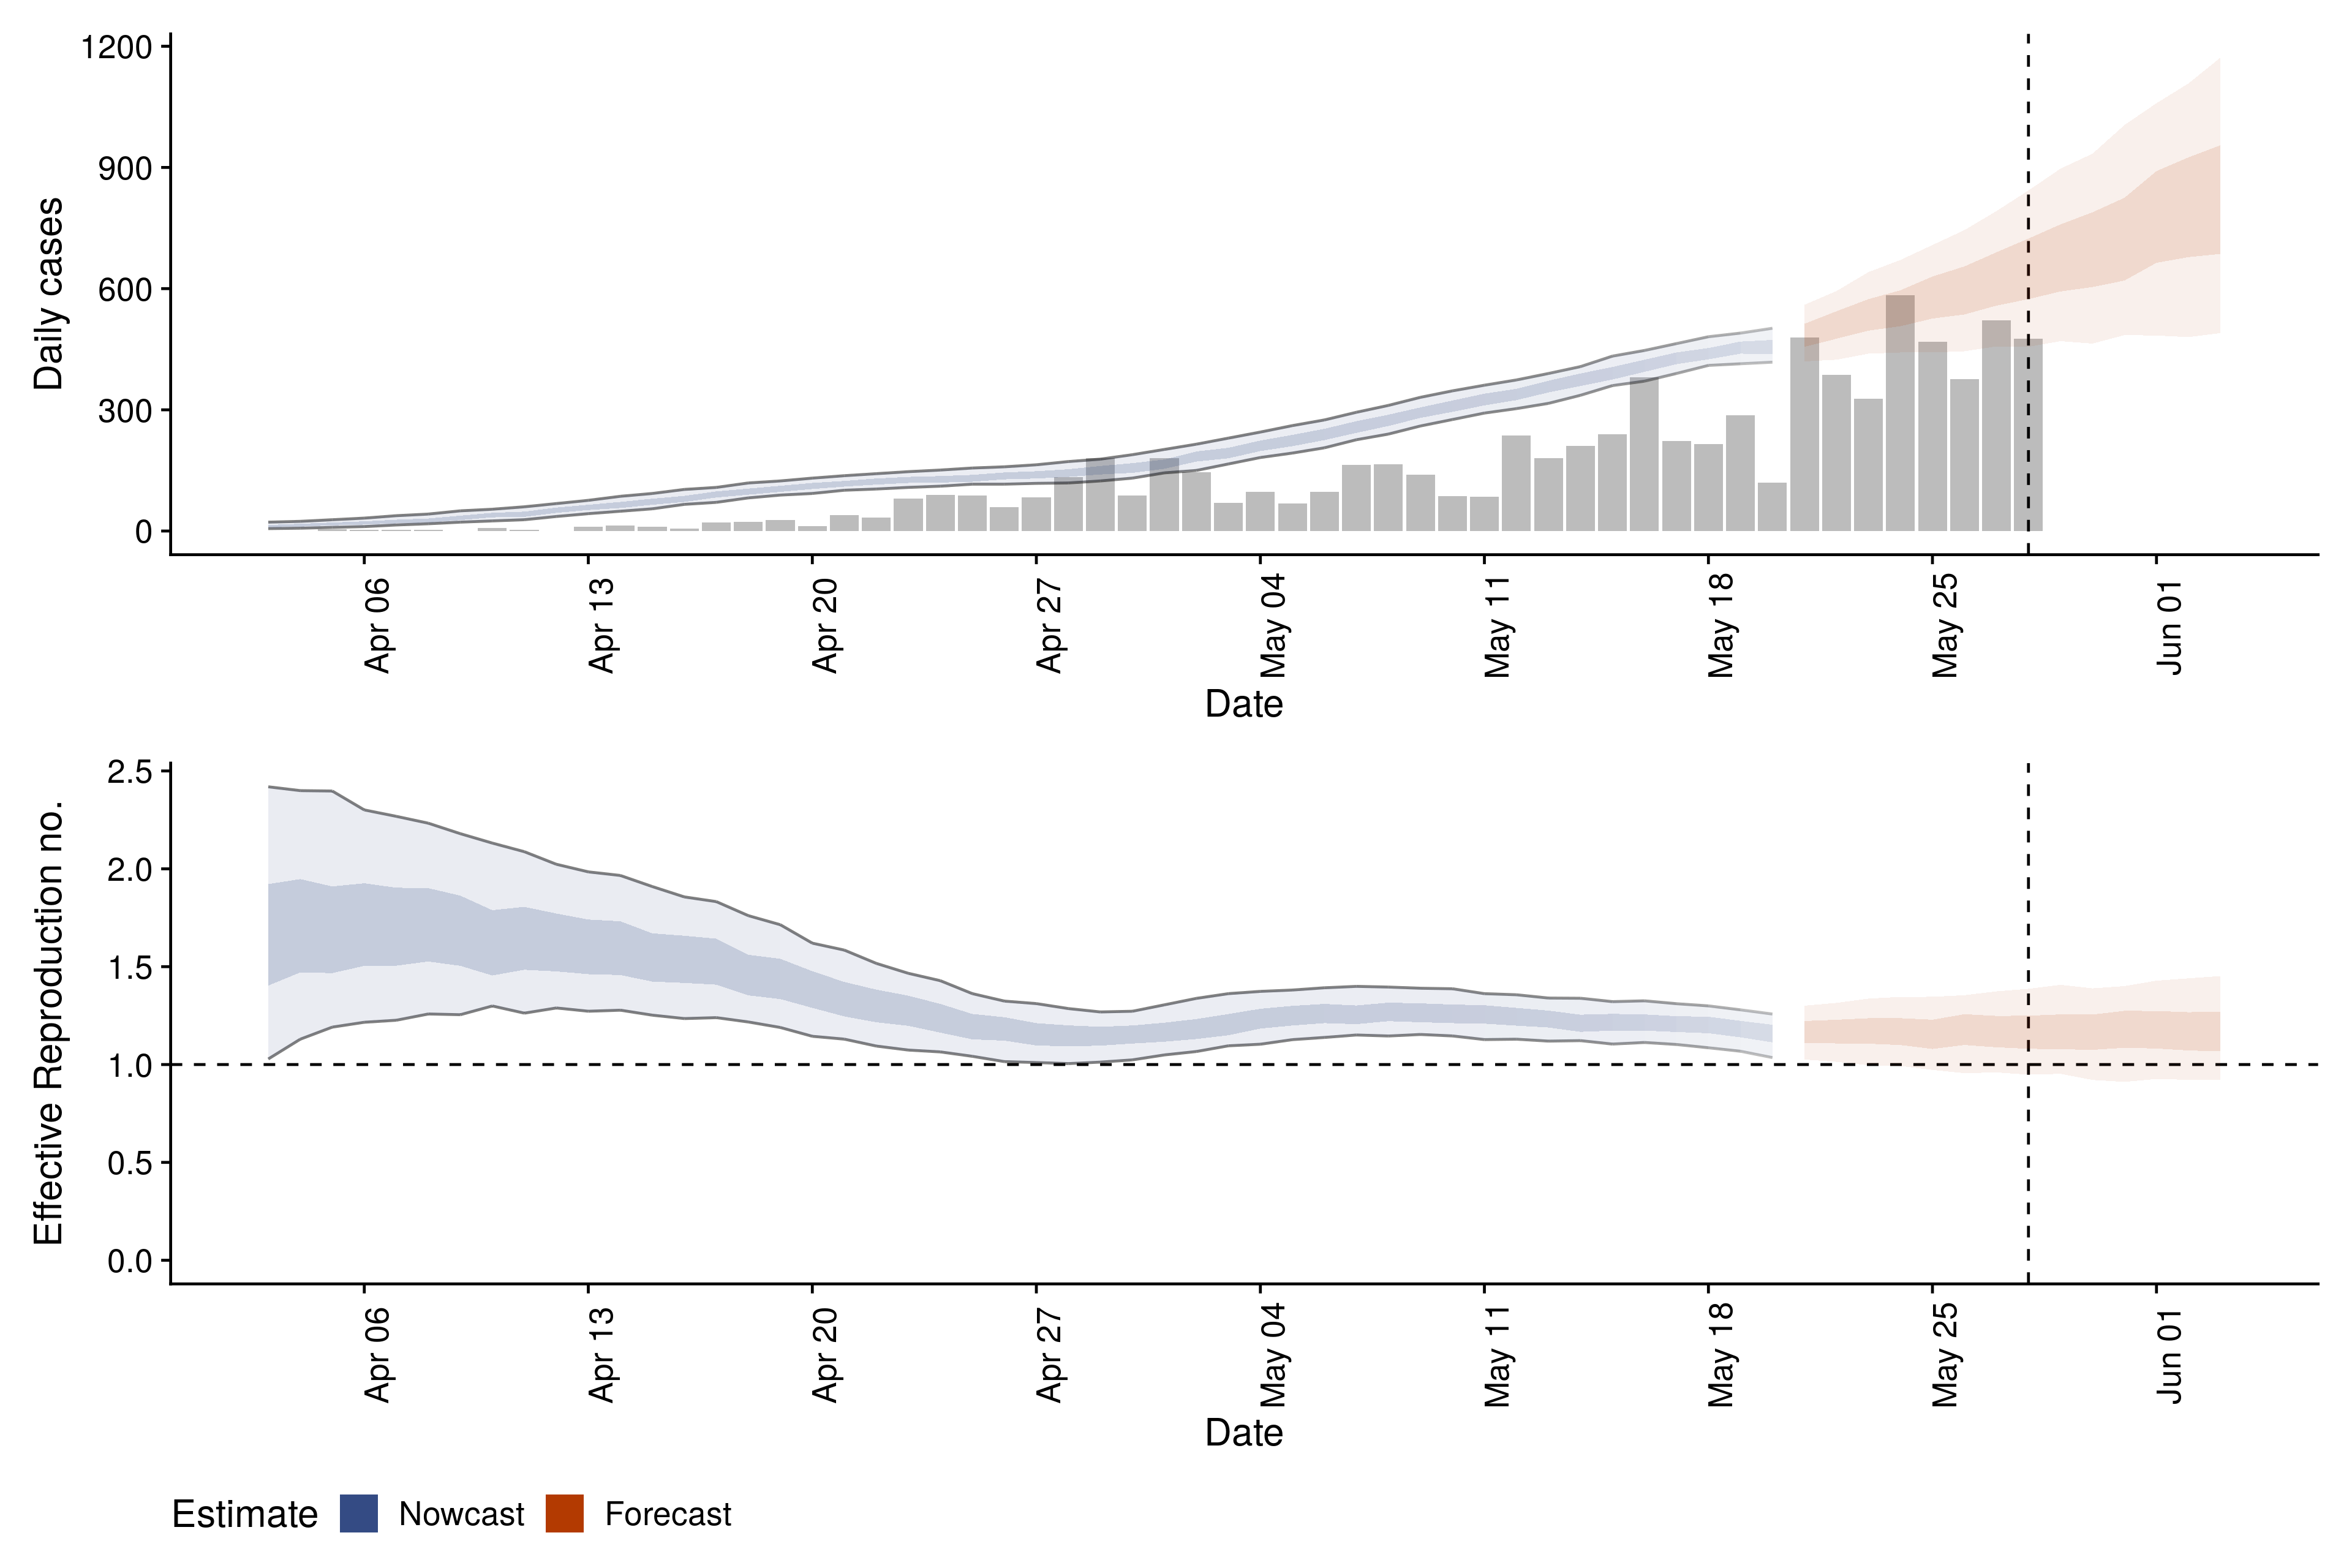 1200
900
600
300
0
Daily cases
Apr 06
Apr 13
Apr 20
Apr 27
May 04
May 11
May 18
May 25
Jun 01
Date
2.5
2.0
1.5
1.0
0.5
0.0
Effective Reproduction no.
Apr 06
Apr 13
Apr 20
Apr 27
May 04
May 11
May 18
May 25
Jun 01
Date
Estimate Nowcast Forecast